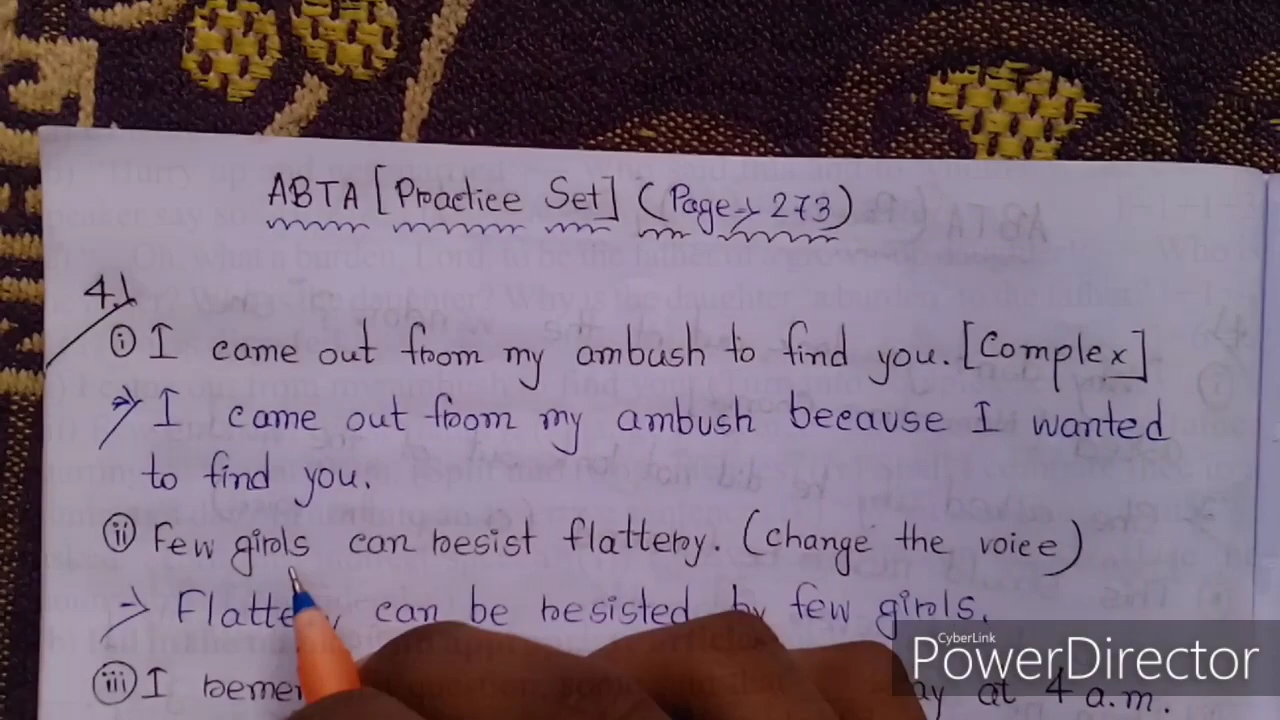 ABTA [Practice Set] (Page → 273)
4.
(i) I came out from my ambush to find you. [Complex]
⇒ I came out from my ambush because I wanted
to find you.
(ii) Few girls can resist flattery. (change the voice)
→ Flattery can be resisted by few girls.
(iii) I at 4 a.m.
CyberLink
PowerDirector